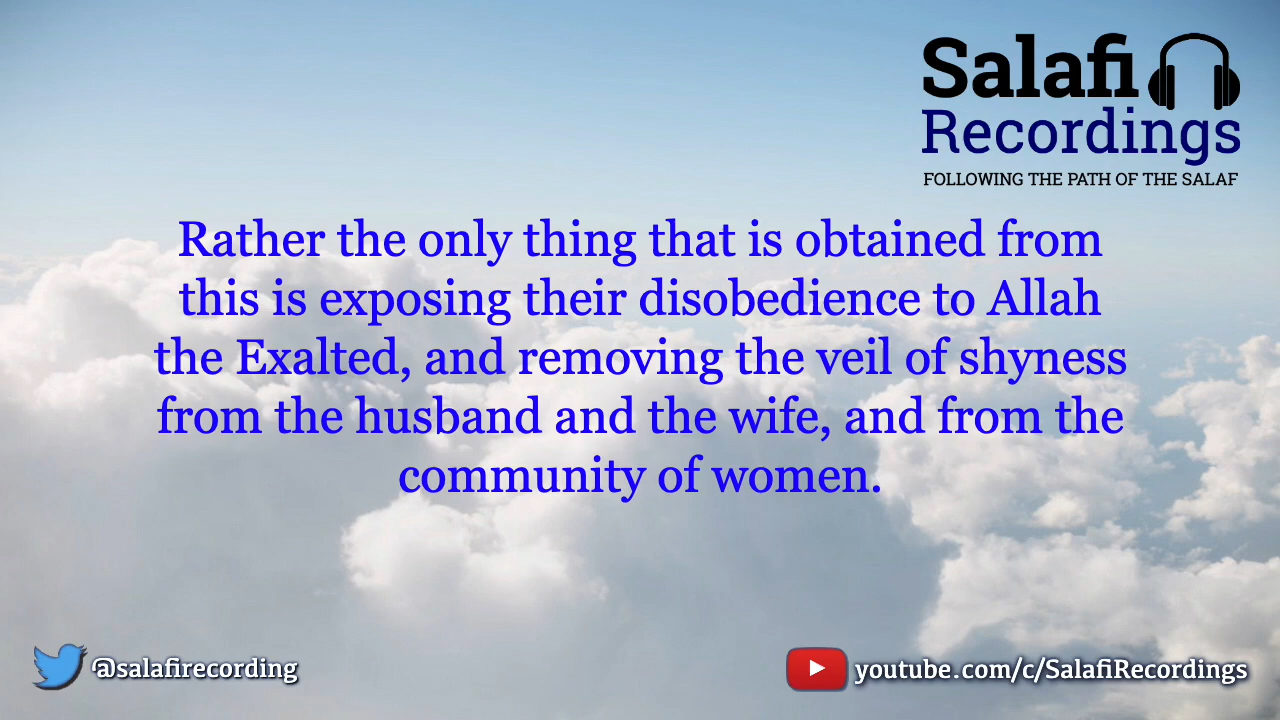 Salafi
Recordings
FOLLOWING THE PATH OF THE SALAF
Rather the only thing that is obtained from
this is exposing their disobedience to Allah
the Exalted, and removing the veil of shyness
from the husband and the wife, and from the
community of women.
@salafirecording
youtube.com/c/SalafiRecordings